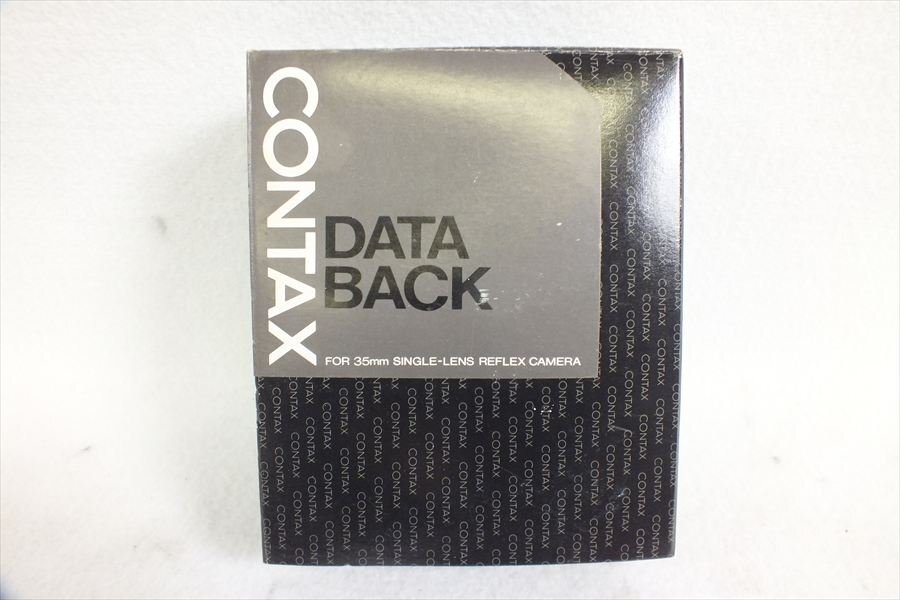 CONTAX
DATA
BACK
FOR 35mm SINGLE-LENS REFLEX CAMERA